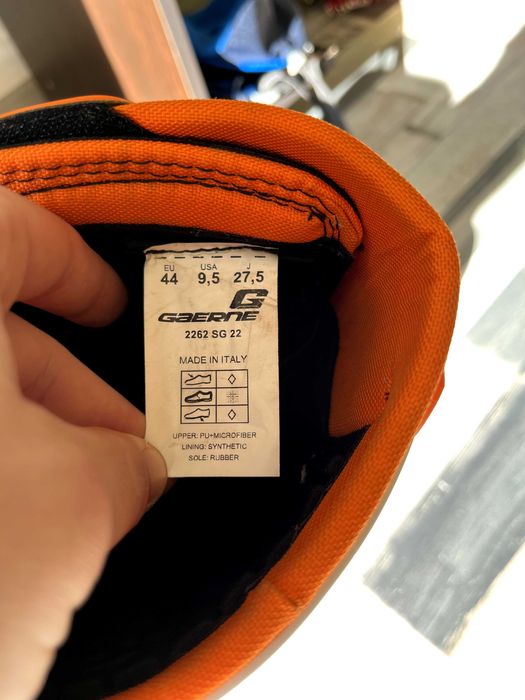 EU USA J
44 9,5 27,5
G
GAERNE
2262 SG 22
MADE IN ITALY
UPPER: PU+MICROFIBER
LINING: SYNTHETIC
SOLE: RUBBER